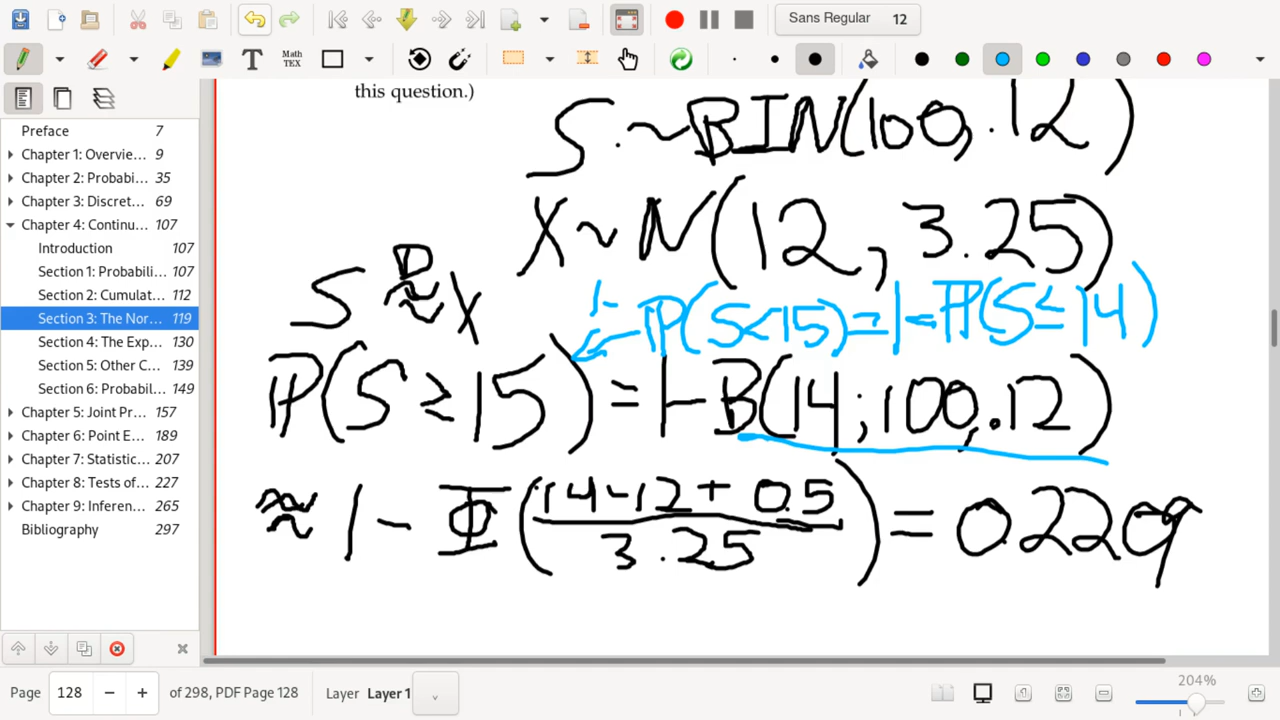 Sans Regular 12
T Math TEX
Preface 7
Chapter 1: Overvie... 9
Chapter 2: Probabi... 35
Chapter 3: Discret... 69
Chapter 4: Continu... 107
Introduction 107
Section 1: Probabili... 107
Section 2: Cumulat... 112
Section 3: The Nor... 119
Section 4: The Exp... 130
Section 5: Other C... 139
Section 6: Probabil... 149
Chapter 5: Joint Pr... 157
Chapter 6: Point E... 189
Chapter 7: Statistic... 207
Chapter 8: Tests of... 227
Chapter 9: Inferen... 265
Bibliography 297
this question.)
S ~ BIN(100, .12)
X ~ N(12, 3.25)
S ≈ᴰ X
1- ℙ(S<15)=1-ℙ(S≤14)
ℙ(S≥15) = 1-B(14;100,.12)
≈ 1 - Φ((14-12+0.5)/3.25) = 0.2209
Page 128 of 298, PDF Page 128
Layer Layer 1
204%